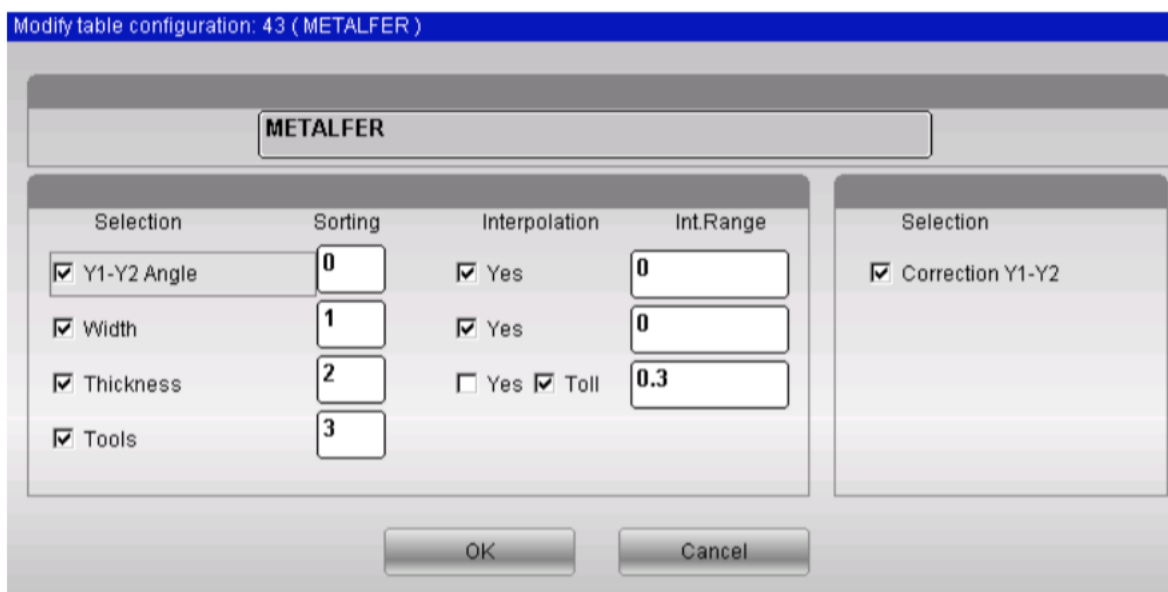 Modify table configuration: 43 ( METALFER )
METALFER
Selection Sorting Interpolation Int.Range Selection
Y1-Y2 Angle 0 Yes 0 Correction Y1-Y2
Width 1 Yes 0
Thickness 2 Yes Toll 0.3
Tools 3
OK Cancel